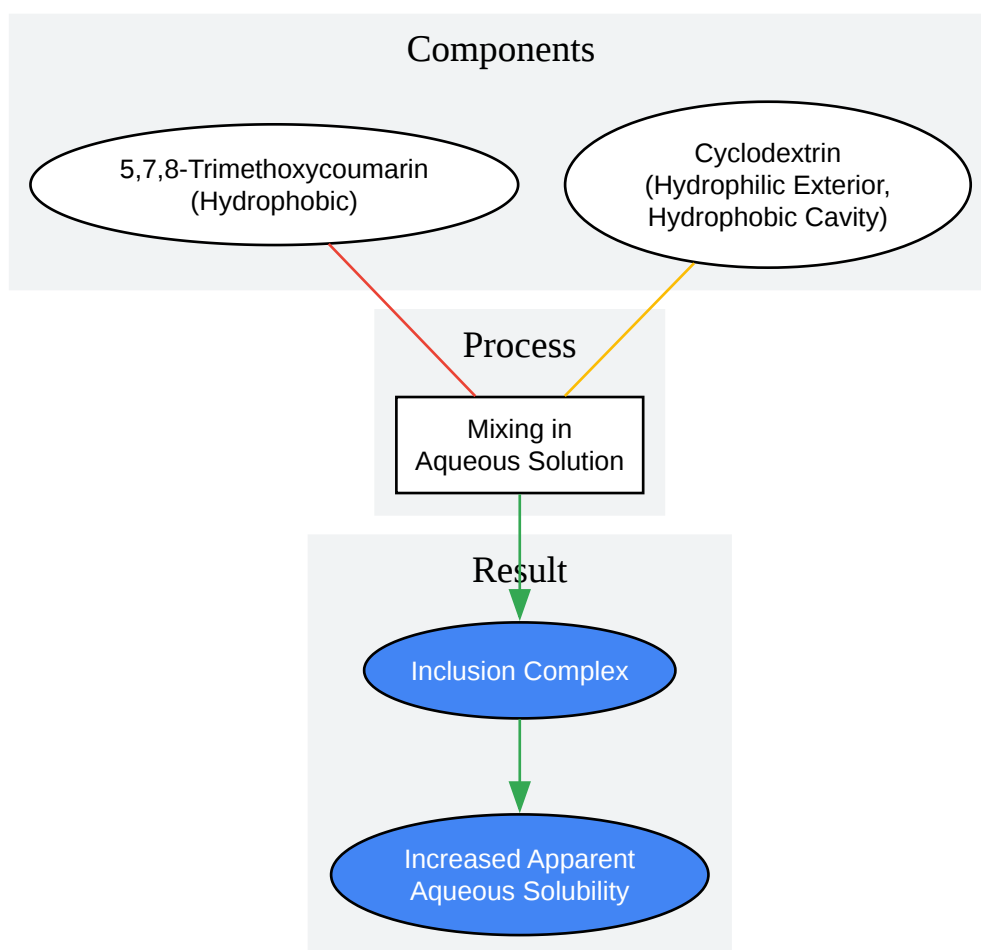 Components
5,7,8-Trimethoxycoumarin
(Hydrophobic)
Cyclodextrin
(Hydrophilic Exterior,
Hydrophobic Cavity)
Process
Mixing in
Aqueous Solution
Result
Inclusion Complex
Increased Apparent
Aqueous Solubility